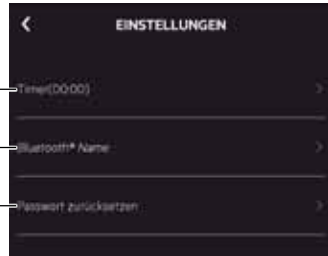 EINSTELLUNGEN
Timer(00:00)
Bluetooth® Name
Passwort zurücksetzen